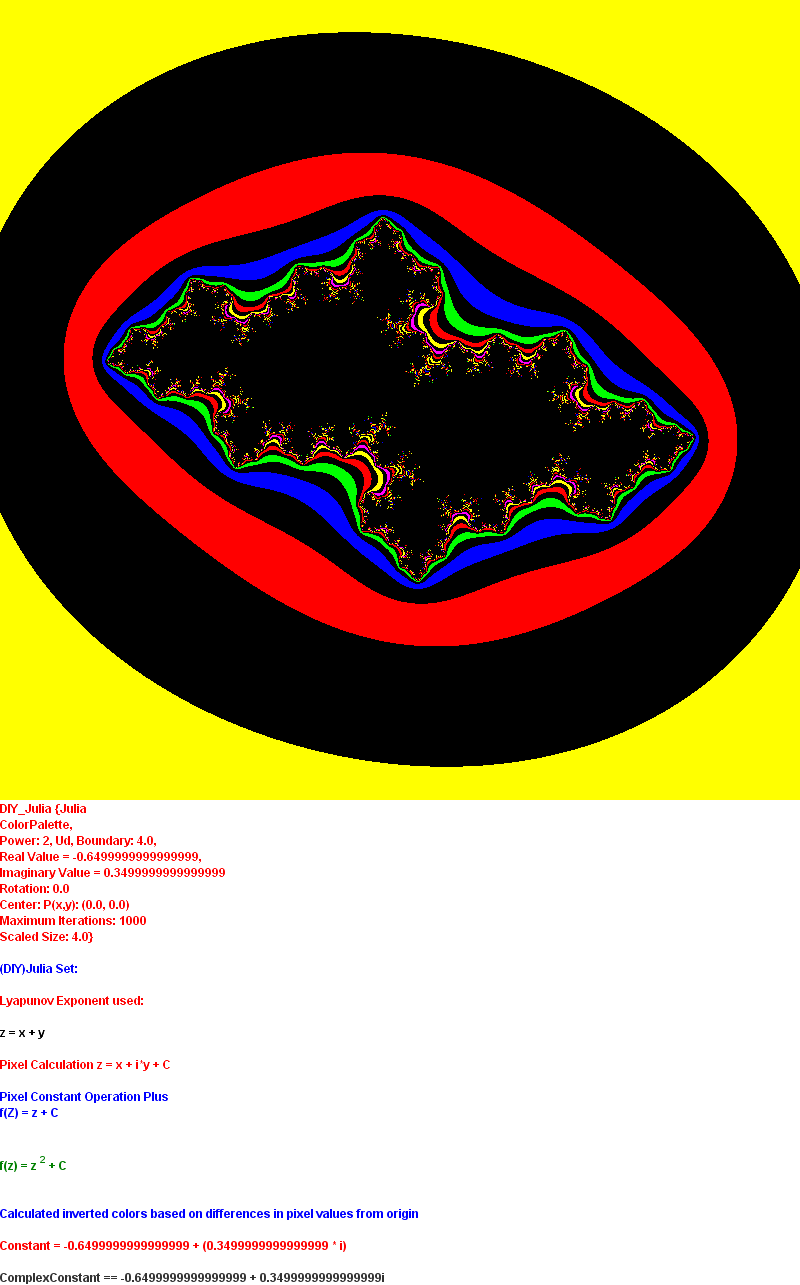 DIY_Julia {Julia
ColorPalette,
Power: 2, Ud, Boundary: 4.0,
Real Value = -0.6499999999999999,
Imaginary Value = 0.3499999999999999
Rotation: 0.0
Center: P(x,y): (0.0, 0.0)
Maximum Iterations: 1000
Scaled Size: 4.0}
(DIY)Julia Set:
Lyapunov Exponent used:
z = x + y
Pixel Calculation z = x + i*y + C
Pixel Constant Operation Plus
f(Z) = z + C
f(z) = z 2 + C
Calculated inverted colors based on differences in pixel values from origin
Constant = -0.6499999999999999 + (0.3499999999999999 * i)
ComplexConstant == -0.6499999999999999 + 0.3499999999999999i